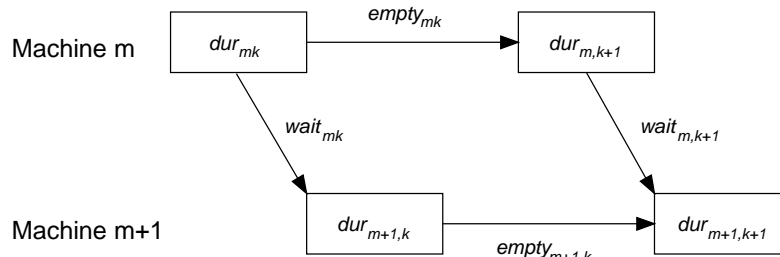 empty_mk
Machine m
dur_mk
dur_m,k+1
wait_mk
wait_m,k+1
Machine m+1
dur_m+1,k
dur_m+1,k+1
empty_m+1,k